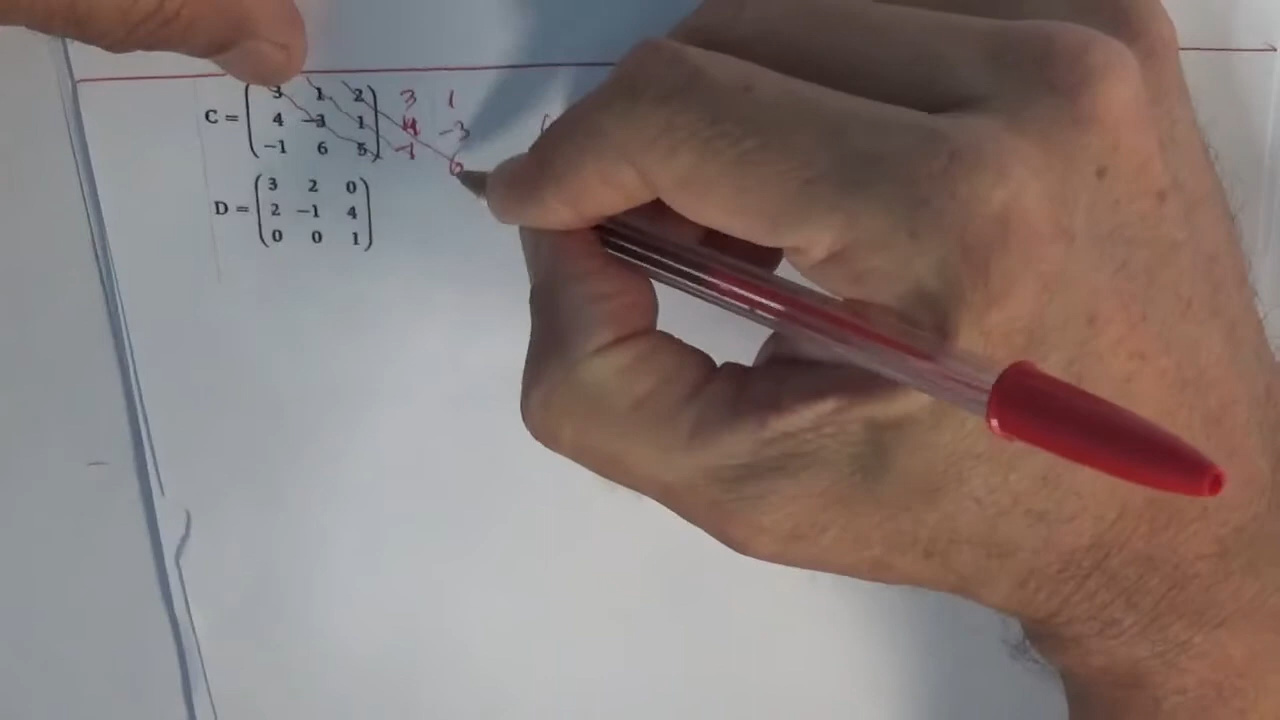 C = ( 3 1 2 ) 3 1
4 -3 1 4 -3
-1 6 5 -1 6
D = ( 3 2 0 )
2 -1 4
0 0 1